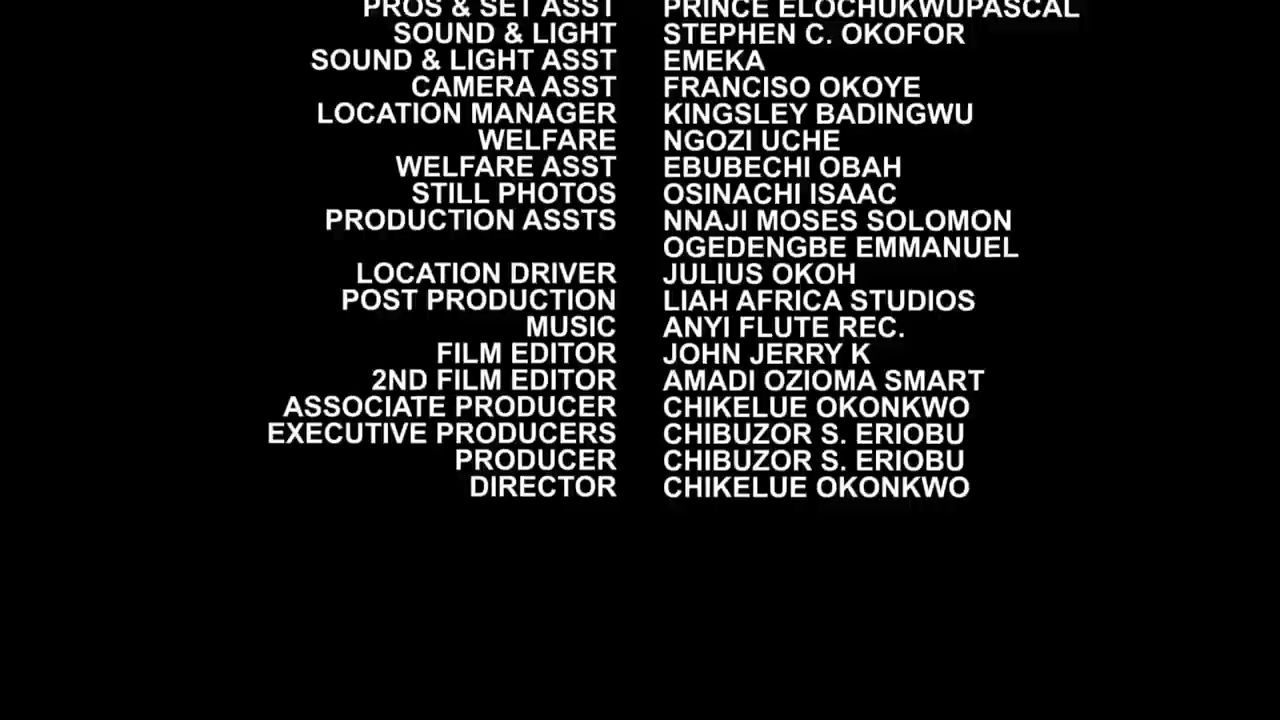 PROS & SET ASST PRINCE ELOCHUKWUPASCAL
SOUND & LIGHT STEPHEN C. OKOFOR
SOUND & LIGHT ASST EMEKA
CAMERA ASST FRANCISO OKOYE
LOCATION MANAGER KINGSLEY BADINGWU
WELFARE NGOZI UCHE
WELFARE ASST EBUBECHI OBAH
STILL PHOTOS OSINACHI ISAAC
PRODUCTION ASSTS NNAJI MOSES SOLOMON
OGEDENGBE EMMANUEL
LOCATION DRIVER JULIUS OKOH
POST PRODUCTION LIAH AFRICA STUDIOS
MUSIC ANYI FLUTE REC.
FILM EDITOR JOHN JERRY K
2ND FILM EDITOR AMADI OZIOMA SMART
ASSOCIATE PRODUCER CHIKELUE OKONKWO
EXECUTIVE PRODUCERS CHIBUZOR S. ERIOBU
PRODUCER CHIBUZOR S. ERIOBU
DIRECTOR CHIKELUE OKONKWO